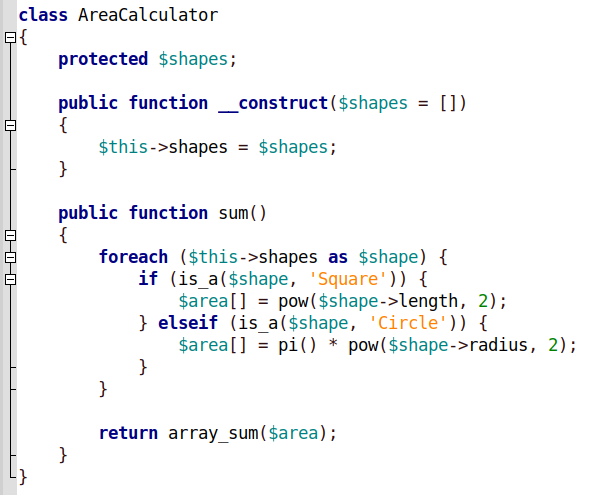 class AreaCalculator
{
    protected $shapes;

    public function __construct($shapes = [])
    {
        $this->shapes = $shapes;
    }

    public function sum()
    {
        foreach ($this->shapes as $shape) {
            if (is_a($shape, 'Square')) {
                $area[] = pow($shape->length, 2);
            } elseif (is_a($shape, 'Circle')) {
                $area[] = pi() * pow($shape->radius, 2);
            }
        }

        return array_sum($area);
    }
}